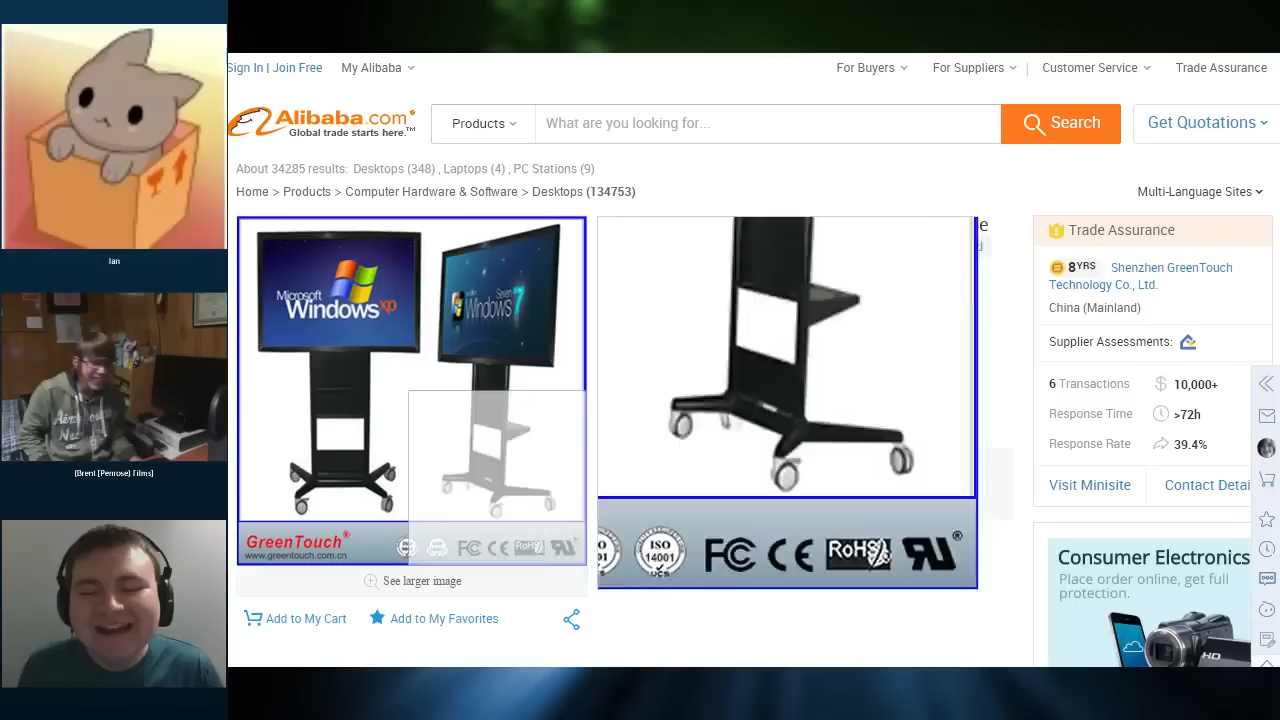 Ian
[Brent [Penrose] Films]
Sign In | Join Free
My Alibaba
For Buyers
For Suppliers
Customer Service
Trade Assurance
Alibaba.com®
Global trade starts here.™
Products
What are you looking for...
Search
Get Quotations
About 34285 results: Desktops (348) , Laptops (4) , PC Stations (9)
Home > Products > Computer Hardware & Software > Desktops (134753)
Multi-Language Sites
Microsoft
Windows xp
Seven
Windows 7
GreenTouch®
www.greentouch.com.cn
FC CE RoHS
See larger image
Add to My Cart
Add to My Favorites
ISO
14001
UCS
FC CE RoHS
e
Trade Assurance
8 YRS Shenzhen GreenTouch
Technology Co., Ltd.
China (Mainland)
Supplier Assessments:
6 Transactions $ 10,000+
Response Time >72h
Response Rate 39.4%
Visit Minisite
Contact Detai
Consumer Electronics
Place order online, get full
protection.
HD